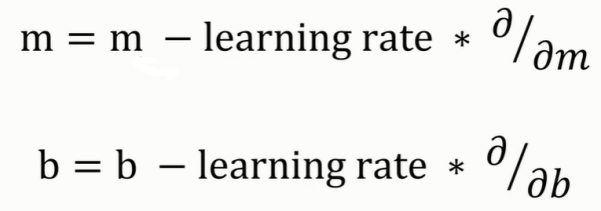 m = m − learning rate * ∂/∂m
b = b − learning rate * ∂/∂b